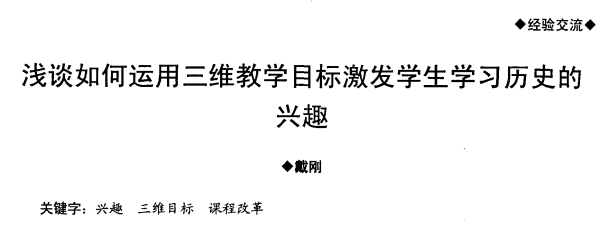 ◆经验交流◆
浅谈如何运用三维教学目标激发学生学习历史的
兴趣
◆戴刚
关键字：兴趣 三维目标 课程改革